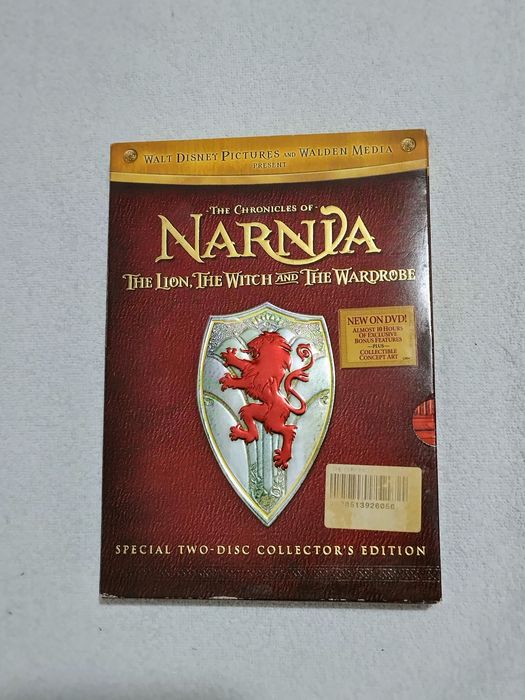 WALT DISNEY PICTURES AND WALDEN MEDIA
PRESENT
THE CHRONICLES OF
NARNIA
THE LION, THE WITCH AND THE WARDROBE
NEW ON DVD!
ALMOST 10 HOURS
OF EXCLUSIVE
BONUS FEATURES
—PLUS—
COLLECTIBLE
CONCEPT ART
SPECIAL TWO-DISC COLLECTOR'S EDITION